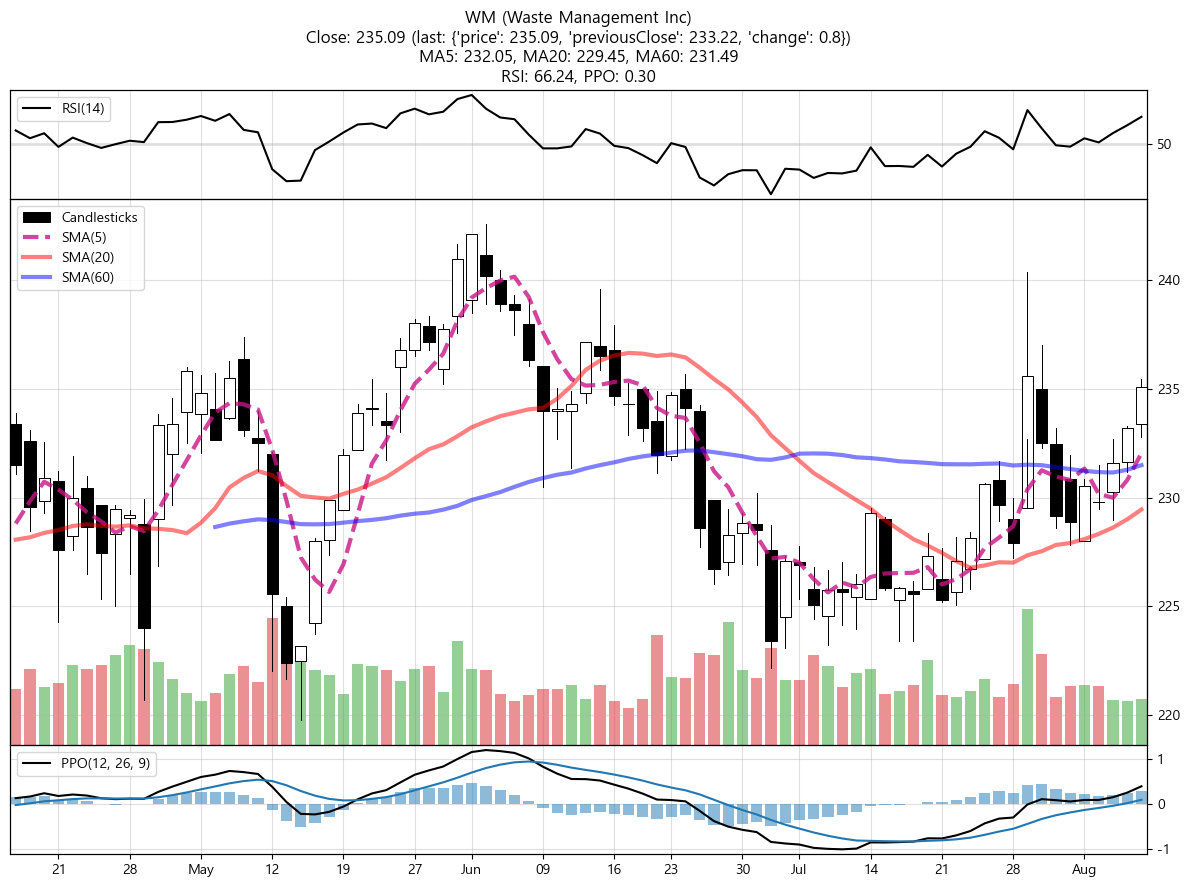 WM (Waste Management Inc)
Close: 235.09 (last: {'price': 235.09, 'previousClose': 233.22, 'change': 0.8})
MA5: 232.05, MA20: 229.45, MA60: 231.49
RSI: 66.24, PPO: 0.30
RSI(14)
50
Candlesticks
SMA(5)
SMA(20)
SMA(60)
240
235
230
225
220
PPO(12, 26, 9)
1
0
-1
21 28 May 12 19 27 Jun 09 16 23 30 Jul 14 21 28 Aug